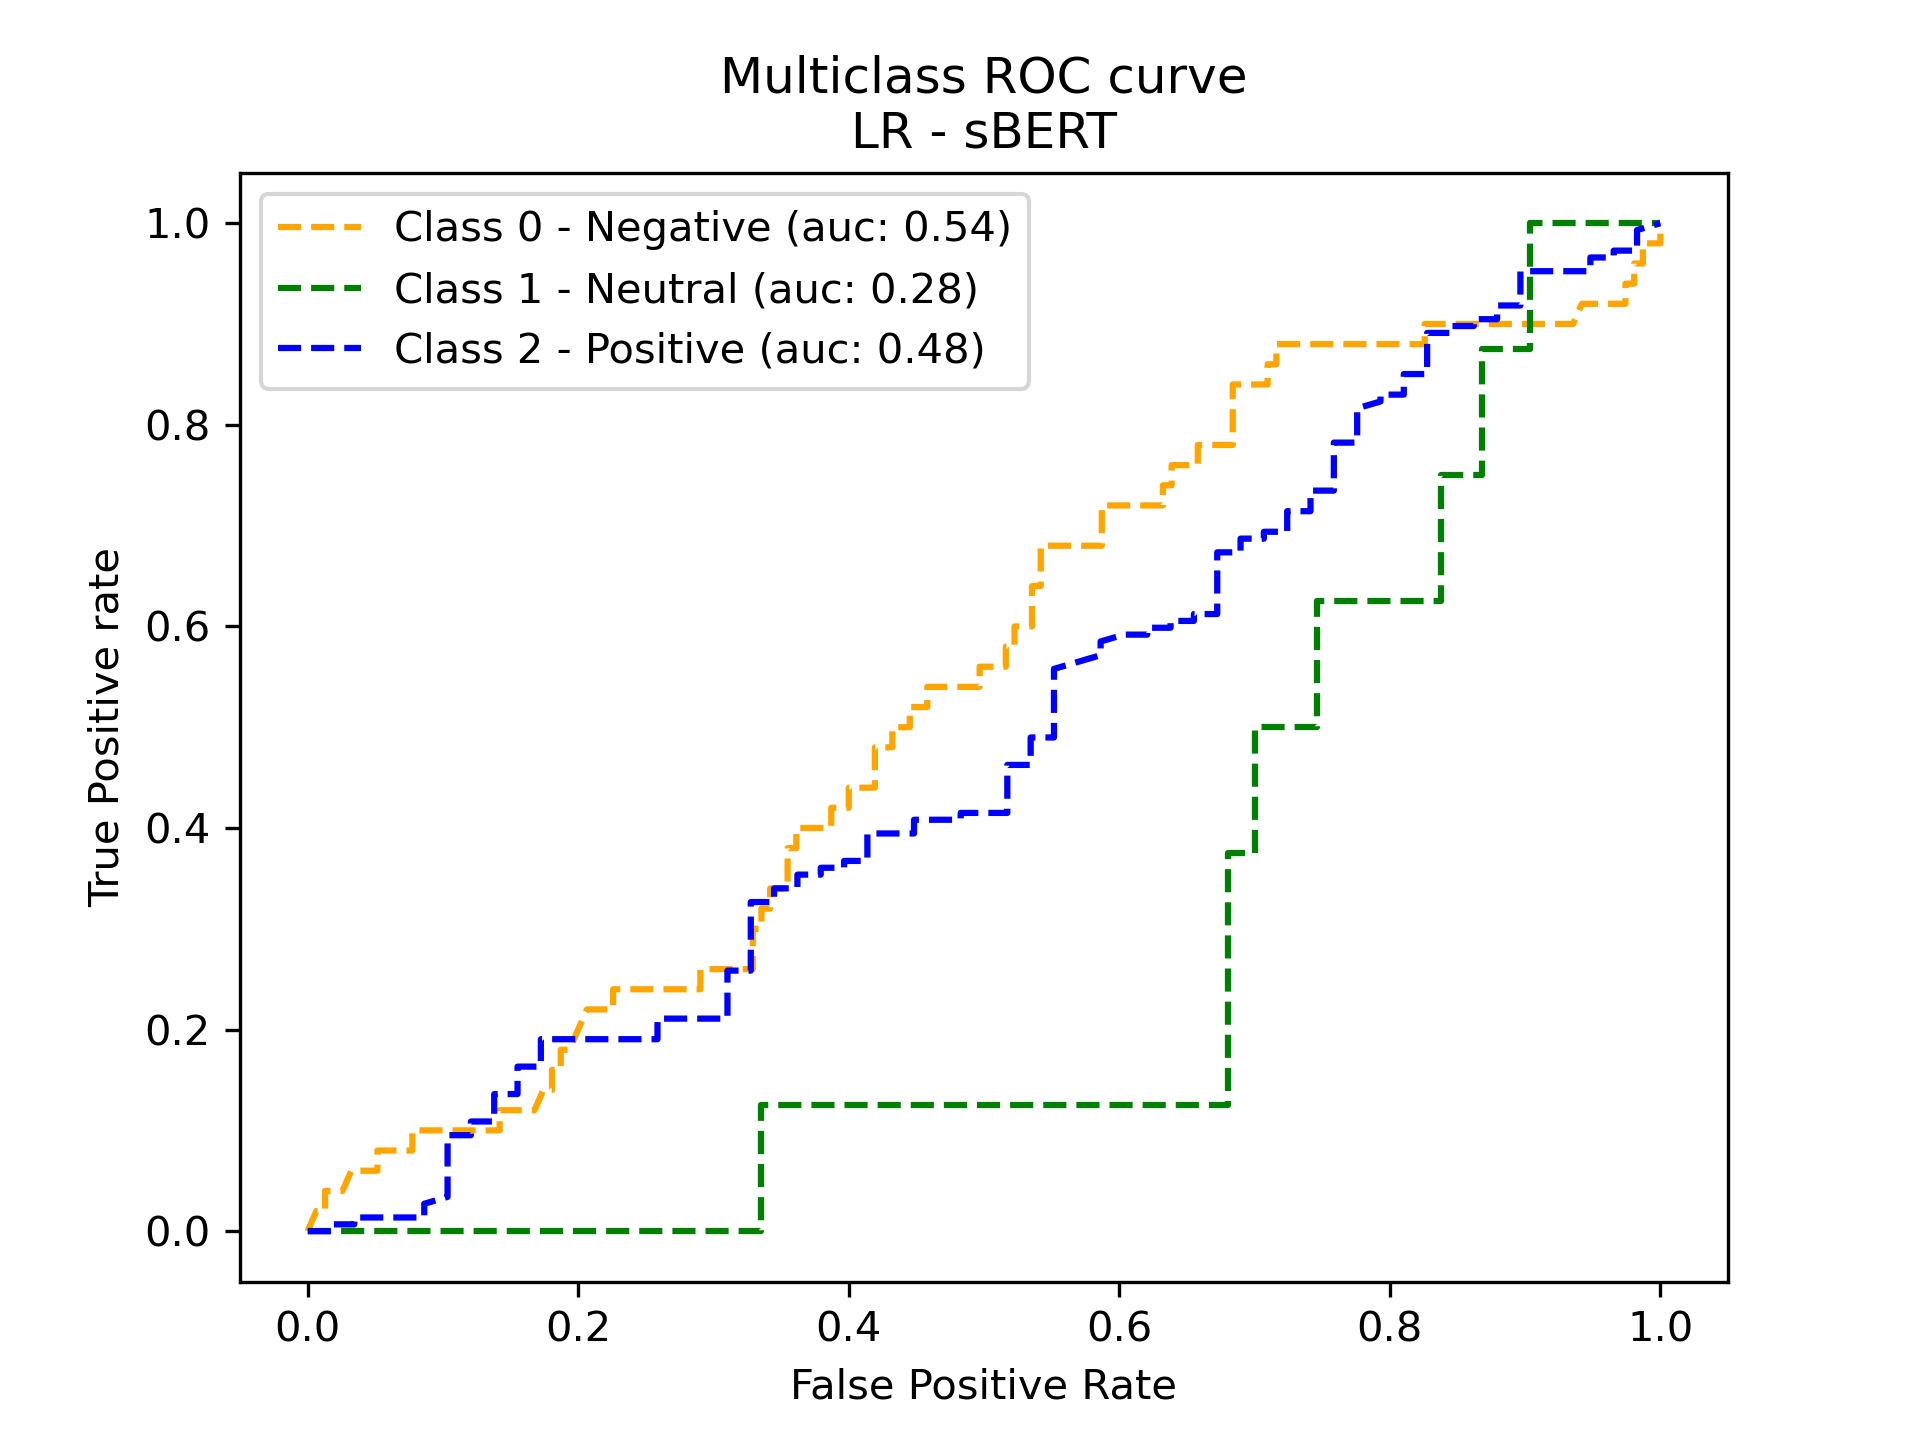 Multiclass ROC curve
LR - sBERT
Class 0 - Negative (auc: 0.54)
Class 1 - Neutral (auc: 0.28)
Class 2 - Positive (auc: 0.48)
1.0
0.8
0.6
0.4
0.2
0.0
True Positive rate
0.0 0.2 0.4 0.6 0.8 1.0
False Positive Rate